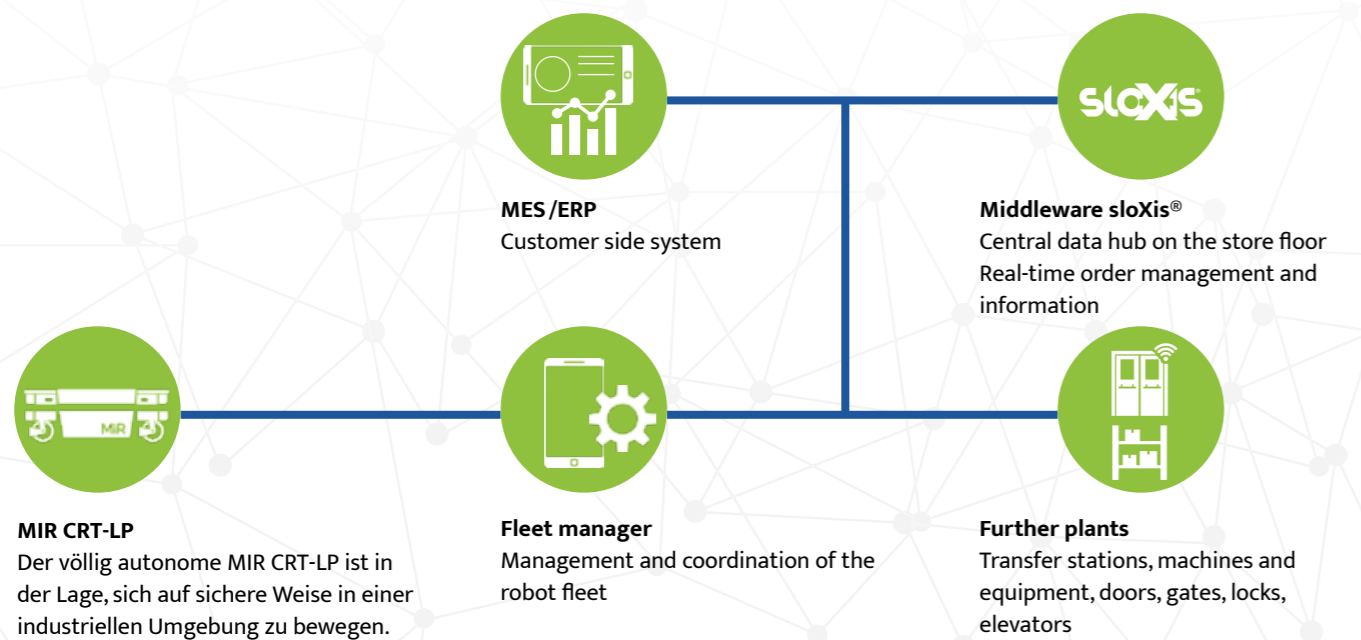 sloXis
MES/ERP
Customer side system
Middleware sloXis®
Central data hub on the store floor
Real-time order management and
information
MiR
MIR CRT-LP
Der völlig autonome MIR CRT-LP ist in
der Lage, sich auf sichere Weise in einer
industriellen Umgebung zu bewegen.
Fleet manager
Management and coordination of the
robot fleet
Further plants
Transfer stations, machines and
equipment, doors, gates, locks,
elevators